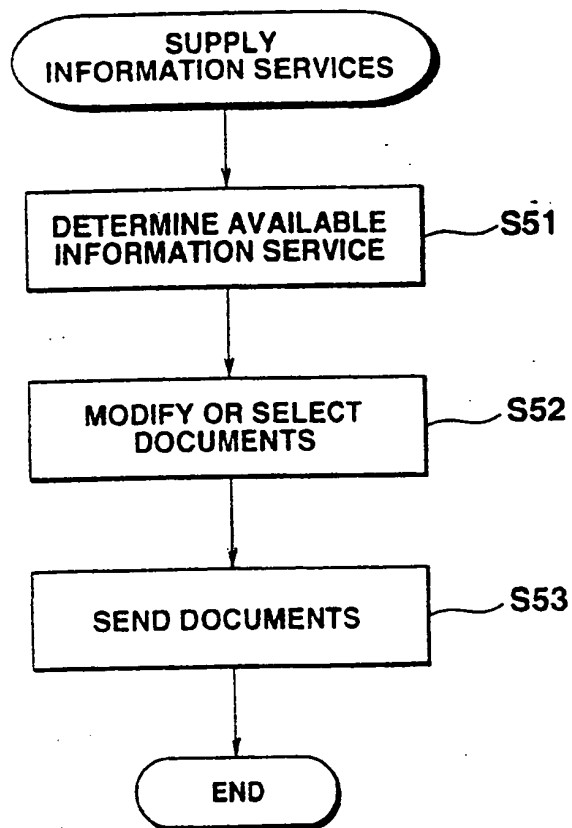 SUPPLY
INFORMATION SERVICES
DETERMINE AVAILABLE
INFORMATION SERVICE
S51
MODIFY OR SELECT
DOCUMENTS
S52
SEND DOCUMENTS
S53
END